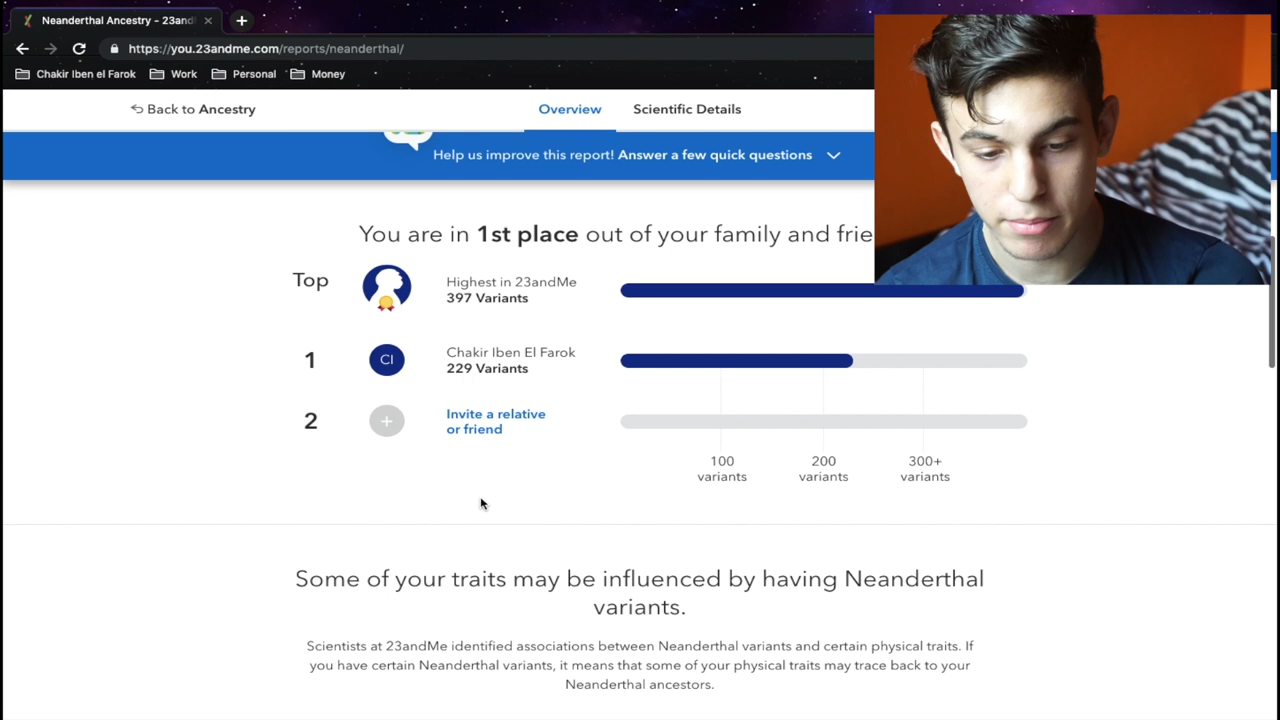 Neanderthal Ancestry - 23and
https://you.23andme.com/reports/neanderthal/
Chakir Iben el Farok Work Personal Money
Back to Ancestry Overview Scientific Details
Help us improve this report! Answer a few quick questions
You are in 1st place out of your family and frie
Top
Highest in 23andMe
397 Variants
1
CI
Chakir Iben El Farok
229 Variants
2
+
Invite a relative
or friend
100 200 300+
variants variants variants
Some of your traits may be influenced by having Neanderthal
variants.
Scientists at 23andMe identified associations between Neanderthal variants and certain physical traits. If
you have certain Neanderthal variants, it means that some of your physical traits may trace back to your
Neanderthal ancestors.